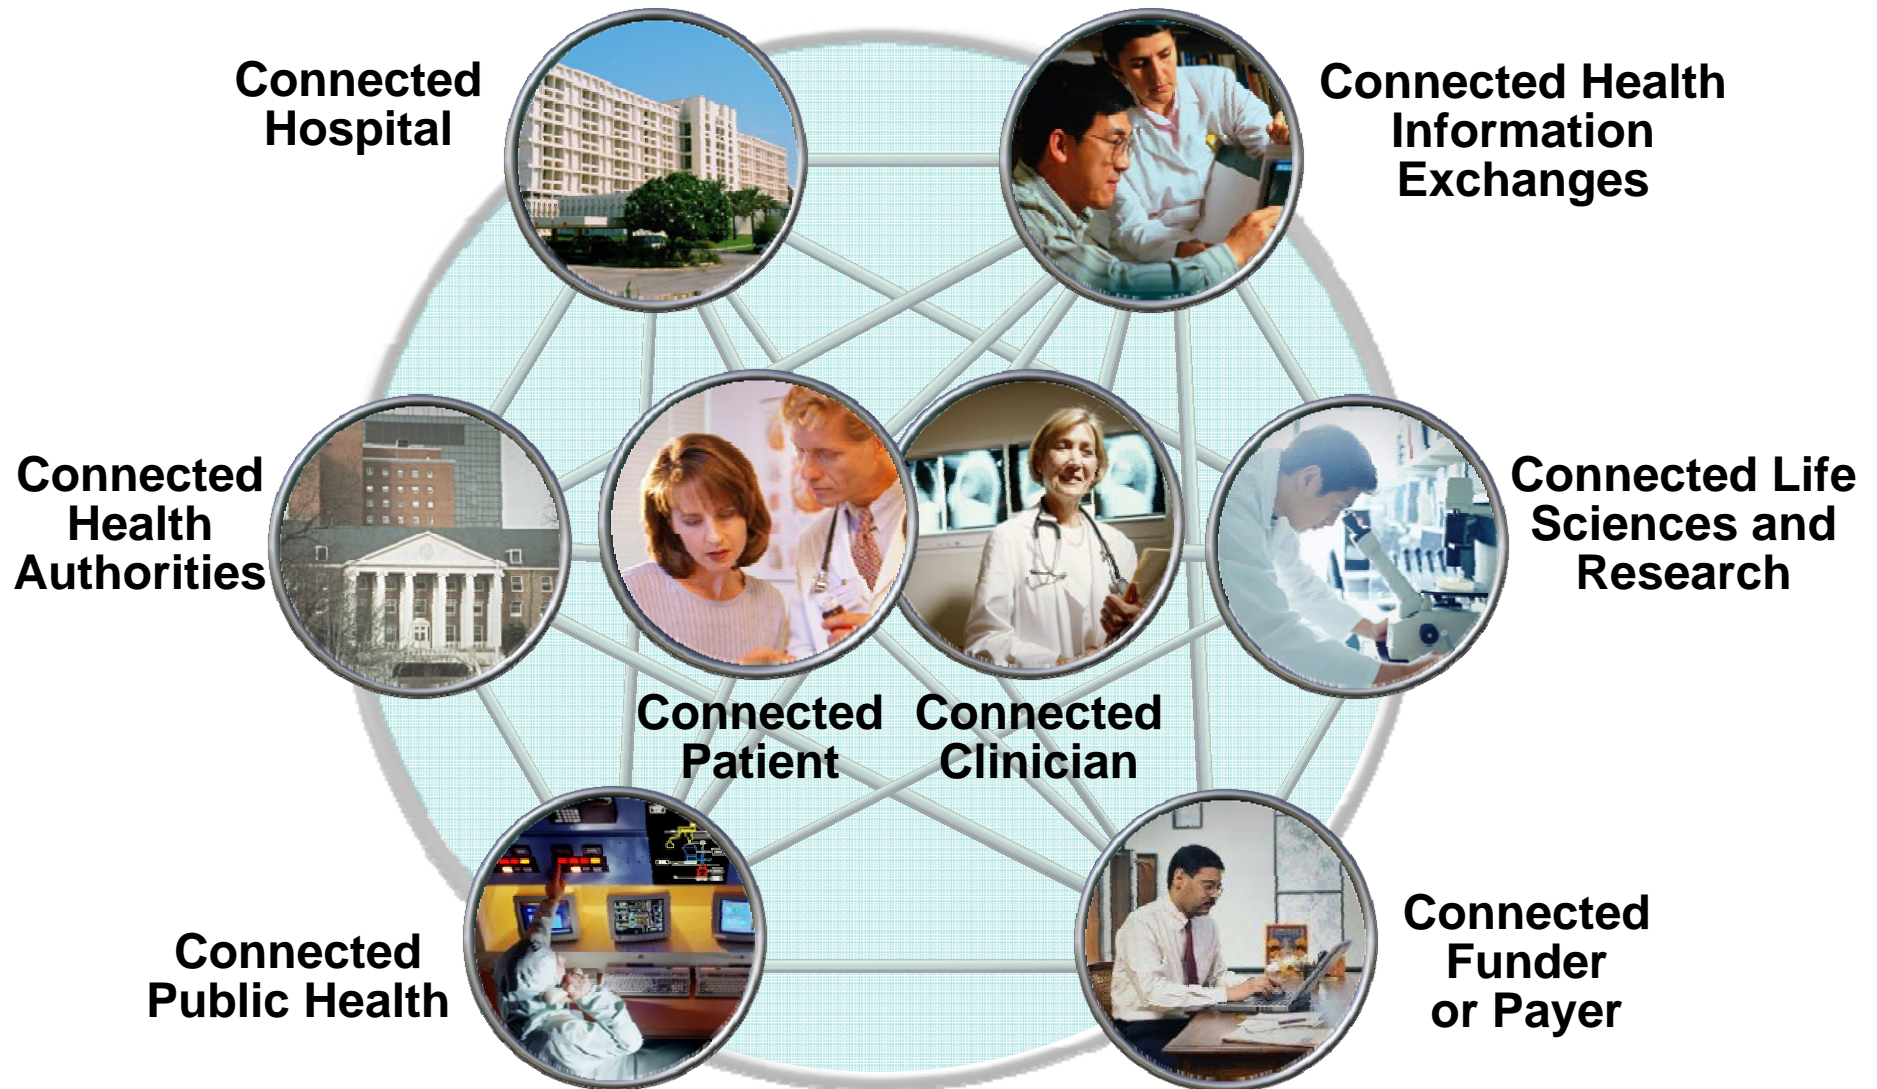 Connected
Hospital
Connected Health
Information
Exchanges
Connected
Health
Authorities
Connected Life
Sciences and
Research
Connected
Patient
Connected
Clinician
Connected
Public Health
Connected
Funder
or Payer